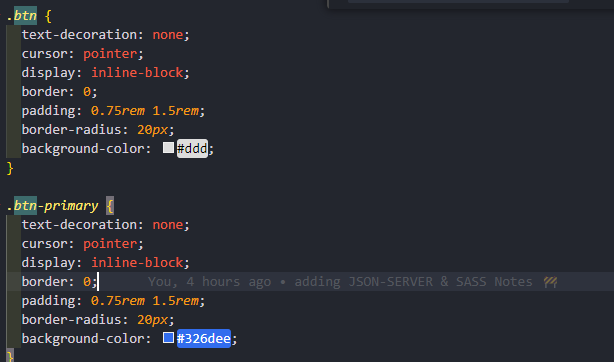 .btn {
text-decoration: none;
cursor: pointer;
display: inline-block;
border: 0;
padding: 0.75rem 1.5rem;
border-radius: 20px;
background-color: #ddd;
}
.btn-primary {
text-decoration: none;
cursor: pointer;
display: inline-block;
border: 0; You, 4 hours ago • adding JSON-SERVER & SASS Notes 🚧
padding: 0.75rem 1.5rem;
border-radius: 20px;
background-color: #326dee;
}